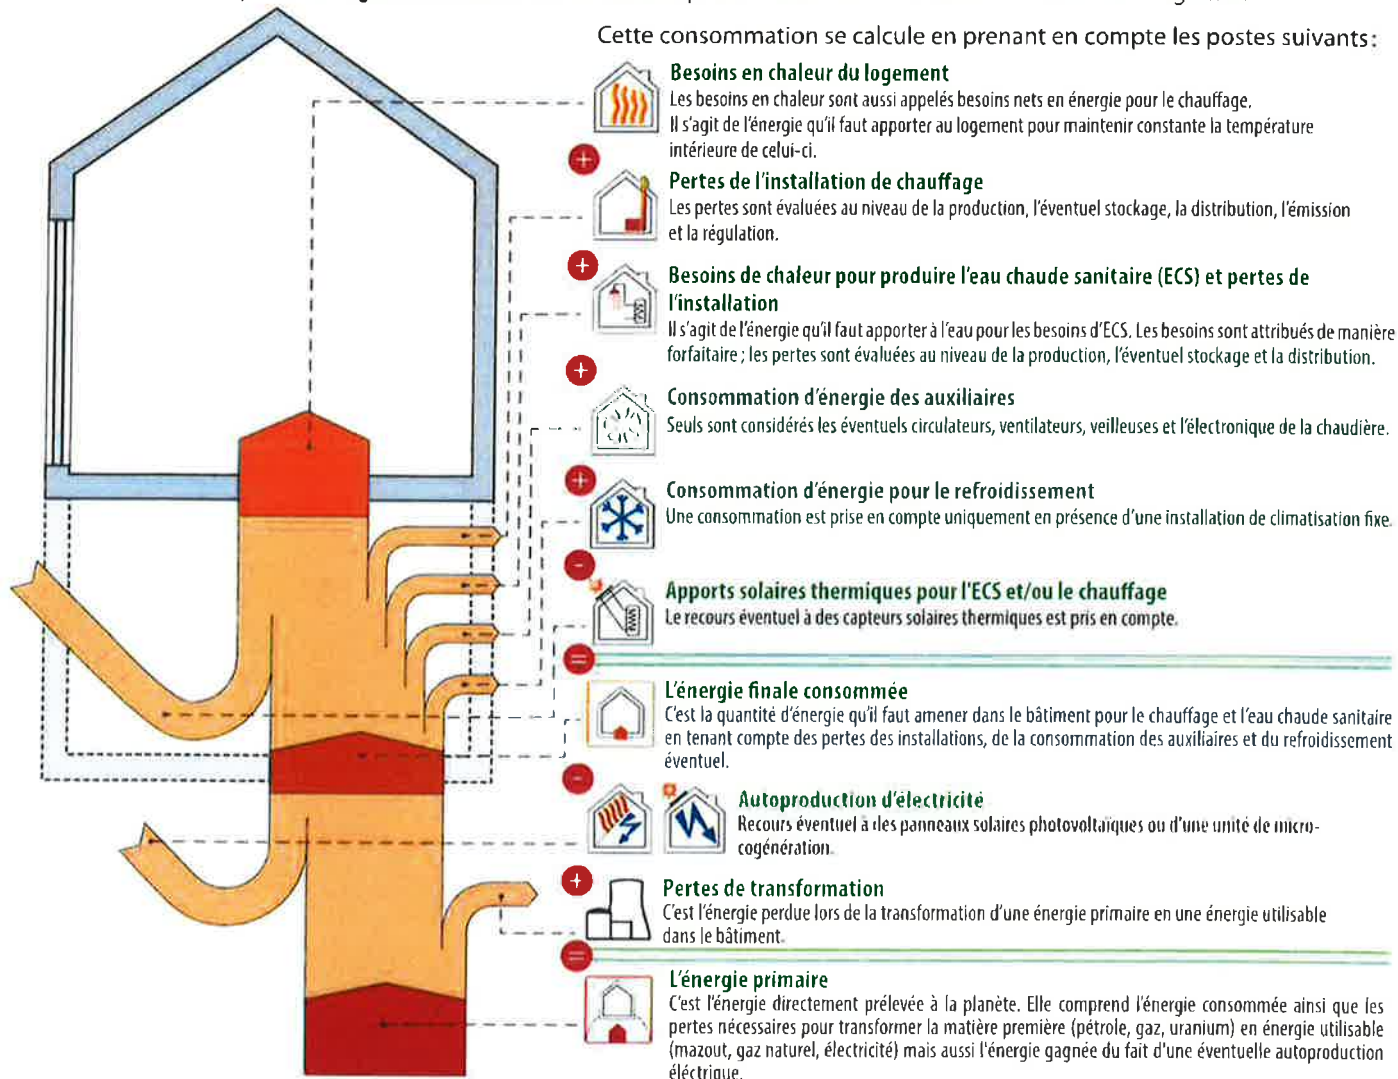 Cette consommation se calcule en prenant en compte les postes suivants :
Besoins en chaleur du logement
Les besoins en chaleur sont aussi appelés besoins nets en énergie pour le chauffage.
Il s'agit de l'énergie qu'il faut apporter au logement pour maintenir constante la température
intérieure de celui-ci.
+
Pertes de l'installation de chauffage
Les pertes sont évaluées au niveau de la production, l'éventuel stockage, la distribution, l'émission
et la régulation.
+
Besoins de chaleur pour produire l'eau chaude sanitaire (ECS) et pertes de
l'installation
Il s'agit de l'énergie qu'il faut apporter à l'eau pour les besoins d'ECS. Les besoins sont attribués de manière
forfaitaire ; les pertes sont évaluées au niveau de la production, l'éventuel stockage et la distribution.
+
Consommation d'énergie des auxiliaires
Seuls sont considérés les éventuels circulateurs, ventilateurs, veilleuses et l'électronique de la chaudière.
+
Consommation d'énergie pour le refroidissement
Une consommation est prise en compte uniquement en présence d'une installation de climatisation fixe.
-
Apports solaires thermiques pour l'ECS et/ou le chauffage
Le recours éventuel à des capteurs solaires thermiques est pris en compte.
=
L'énergie finale consommée
C'est la quantité d'énergie qu'il faut amener dans le bâtiment pour le chauffage et l'eau chaude sanitaire
en tenant compte des pertes des installations, de la consommation des auxiliaires et du refroidissement
éventuel.
-
Autoproduction d'électricité
Recours éventuel à des panneaux solaires photovoltaïques ou d'une unité de micro-
cogénération.
+
Pertes de transformation
C'est l'énergie perdue lors de la transformation d'une énergie primaire en une énergie utilisable
dans le bâtiment.
=
L'énergie primaire
C'est l'énergie directement prélevée à la planète. Elle comprend l'énergie consommée ainsi que les
pertes nécessaires pour transformer la matière première (pétrole, gaz, uranium) en énergie utilisable
(mazout, gaz naturel, électricité) mais aussi l'énergie gagnée du fait d'une éventuelle autoproduction
éléctrique.